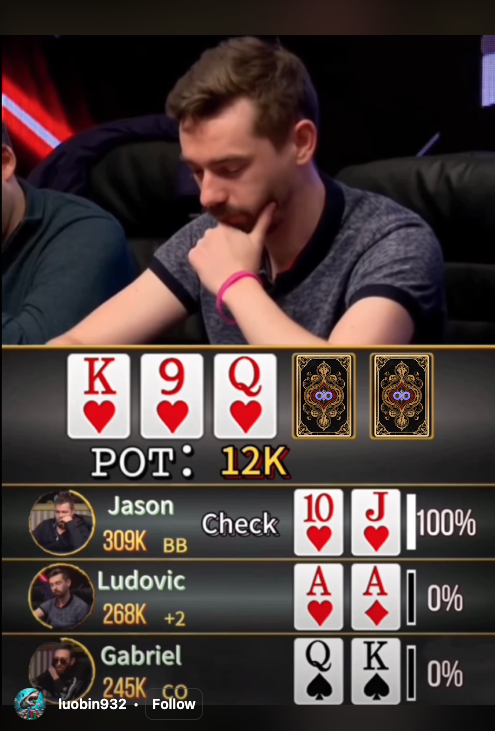 K 9 Q
POT: 12K
Jason
309K BB
Check
10 J
100%
Ludovic
268K +2
A A
0%
Gabriel
245K CO
Q K
0%
luobin932 · Follow